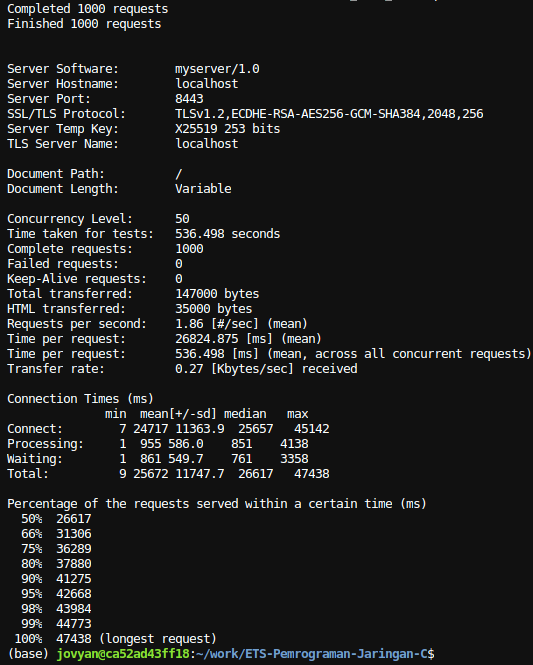 Completed 1000 requests
Finished 1000 requests
Server Software: myserver/1.0
Server Hostname: localhost
Server Port: 8443
SSL/TLS Protocol: TLSv1.2,ECDHE-RSA-AES256-GCM-SHA384,2048,256
Server Temp Key: X25519 253 bits
TLS Server Name: localhost
Document Path: /
Document Length: Variable
Concurrency Level: 50
Time taken for tests: 536.498 seconds
Complete requests: 1000
Failed requests: 0
Keep-Alive requests: 0
Total transferred: 147000 bytes
HTML transferred: 35000 bytes
Requests per second: 1.86 [#/sec] (mean)
Time per request: 26824.875 [ms] (mean)
Time per request: 536.498 [ms] (mean, across all concurrent requests)
Transfer rate: 0.27 [Kbytes/sec] received
Connection Times (ms)
min mean[+/-sd] median max
Connect: 7 24717 11363.9 25657 45142
Processing: 1 955 586.0 851 4138
Waiting: 1 861 549.7 761 3358
Total: 9 25672 11747.7 26617 47438
Percentage of the requests served within a certain time (ms)
50% 26617
66% 31306
75% 36289
80% 37880
90% 41275
95% 42668
98% 43984
99% 44773
100% 47438 (longest request)
(base) jovyan@ca52ad43ff18:~/work/ETS-Pemrograman-Jaringan-C$